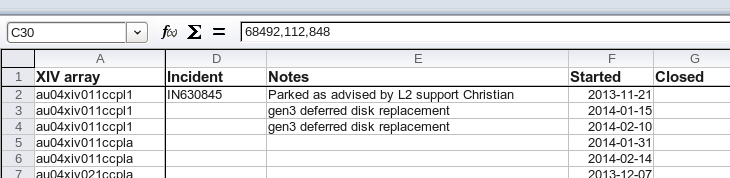 C30 f(x) Σ = 68492,112,848
A D E F G
1 XIV array Incident Notes Started Closed
2 au04xiv011ccpl1 IN630845 Parked as advised by L2 support Christian 2013-11-21
3 au04xiv011ccpl1 gen3 deferred disk replacement 2014-01-15
4 au04xiv011ccpl1 gen3 deferred disk replacement 2014-02-10
5 au04xiv011ccpla 2014-01-31
6 au04xiv011ccpla 2014-02-14
7 au04xiv021ccpla 2013-12-07